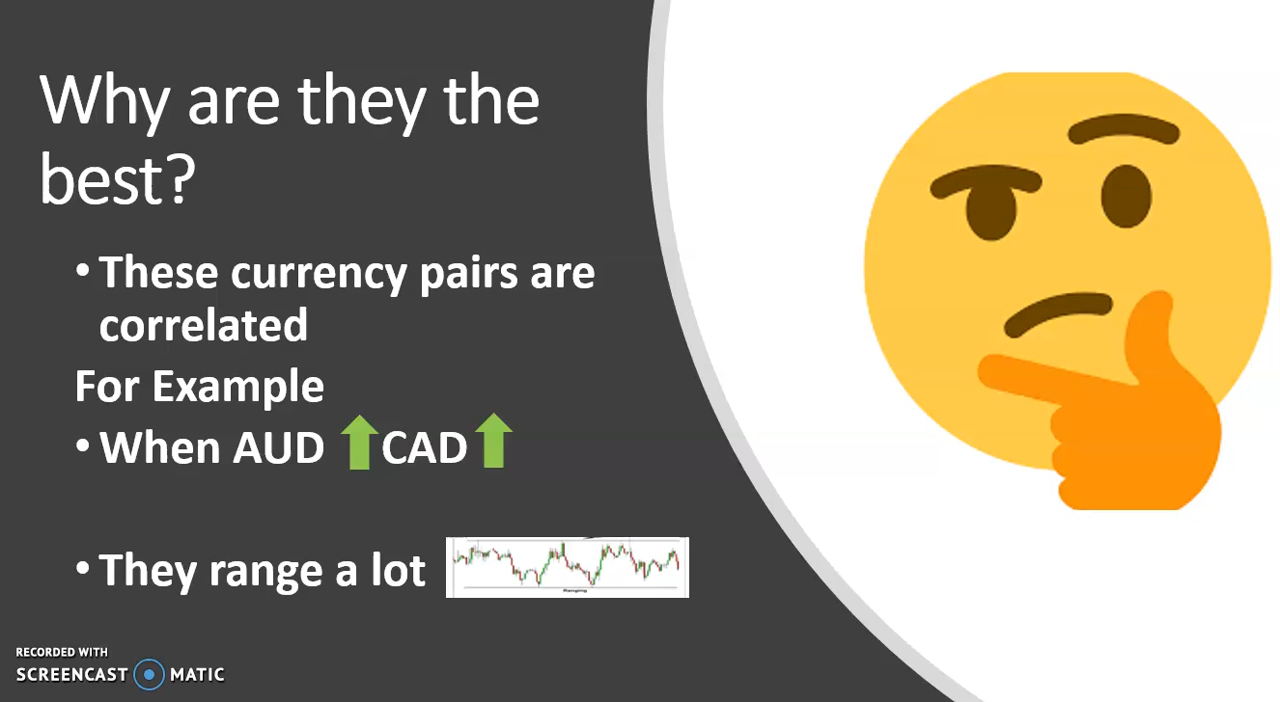 Why are they the
best?
• These currency pairs are
correlated
For Example
• When AUD CAD
• They range a lot
Ranging
RECORDED WITH
SCREENCAST MATIC